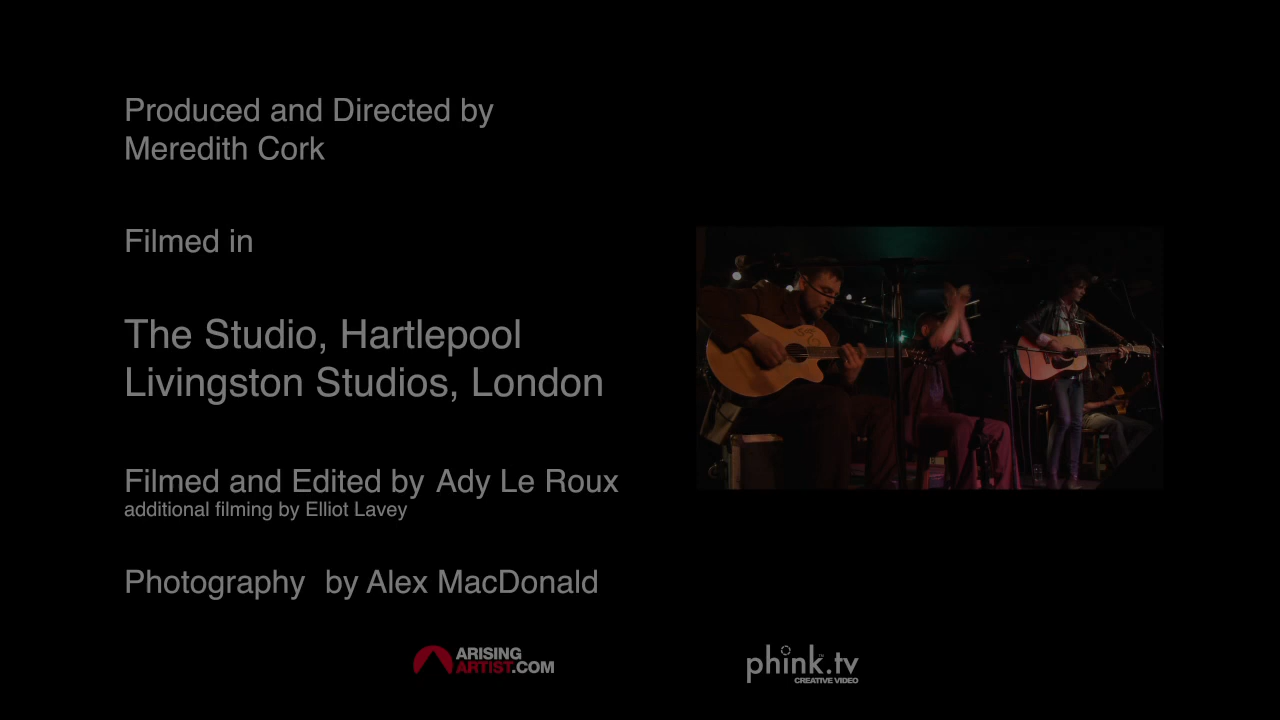 Produced and Directed by
Meredith Cork
Filmed in
The Studio, Hartlepool
Livingston Studios, London
Filmed and Edited by Ady Le Roux
additional filming by Elliot Lavey
Photography by Alex MacDonald
ARISING
ARTIST.COM
phink.tv
CREATIVE VIDEO